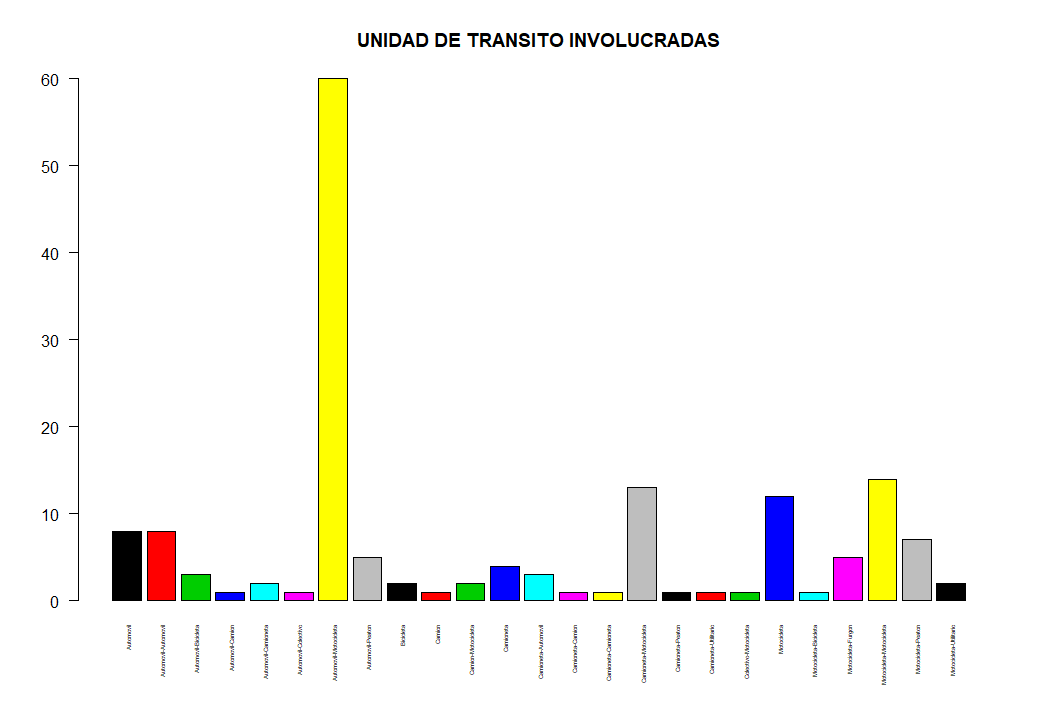 UNIDAD DE TRANSITO INVOLUCRADAS
60
50
40
30
20
10
0
Automovil
Automovil-Automovil
Automovil-Bicicleta
Automovil-Camion
Automovil-Camioneta
Automovil-Colectivo
Automovil-Motocicleta
Automovil-Peaton
Bicicleta
Camion
Camion-Motocicleta
Camioneta
Camioneta-Automovil
Camioneta-Camion
Camioneta-Camioneta
Camioneta-Motocicleta
Camioneta-Peaton
Camioneta-Utilitario
Colectivo-Motocicleta
Motocicleta
Motocicleta-Bicicleta
Motocicleta-Furgon
Motocicleta-Motocicleta
Motocicleta-Peaton
Motocicleta-Utilitario